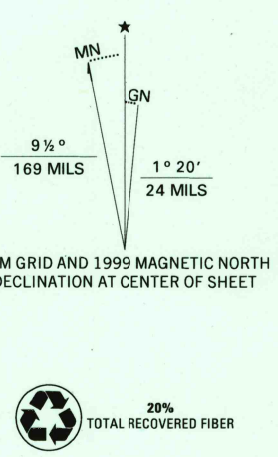 ★
MN
GN
9 ½ °
169 MILS
1° 20′
24 MILS
M GRID AND 1999 MAGNETIC NORTH
DECLINATION AT CENTER OF SHEET
20%
TOTAL RECOVERED FIBER